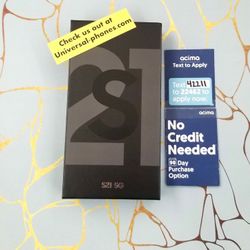 Check us out at
Universal-phones.com
S21
S21 5G
acima
Text to Apply
Text 42211
to 22462 to
apply now.
acima
No
Credit
Needed
90 Day
Purchase
Option